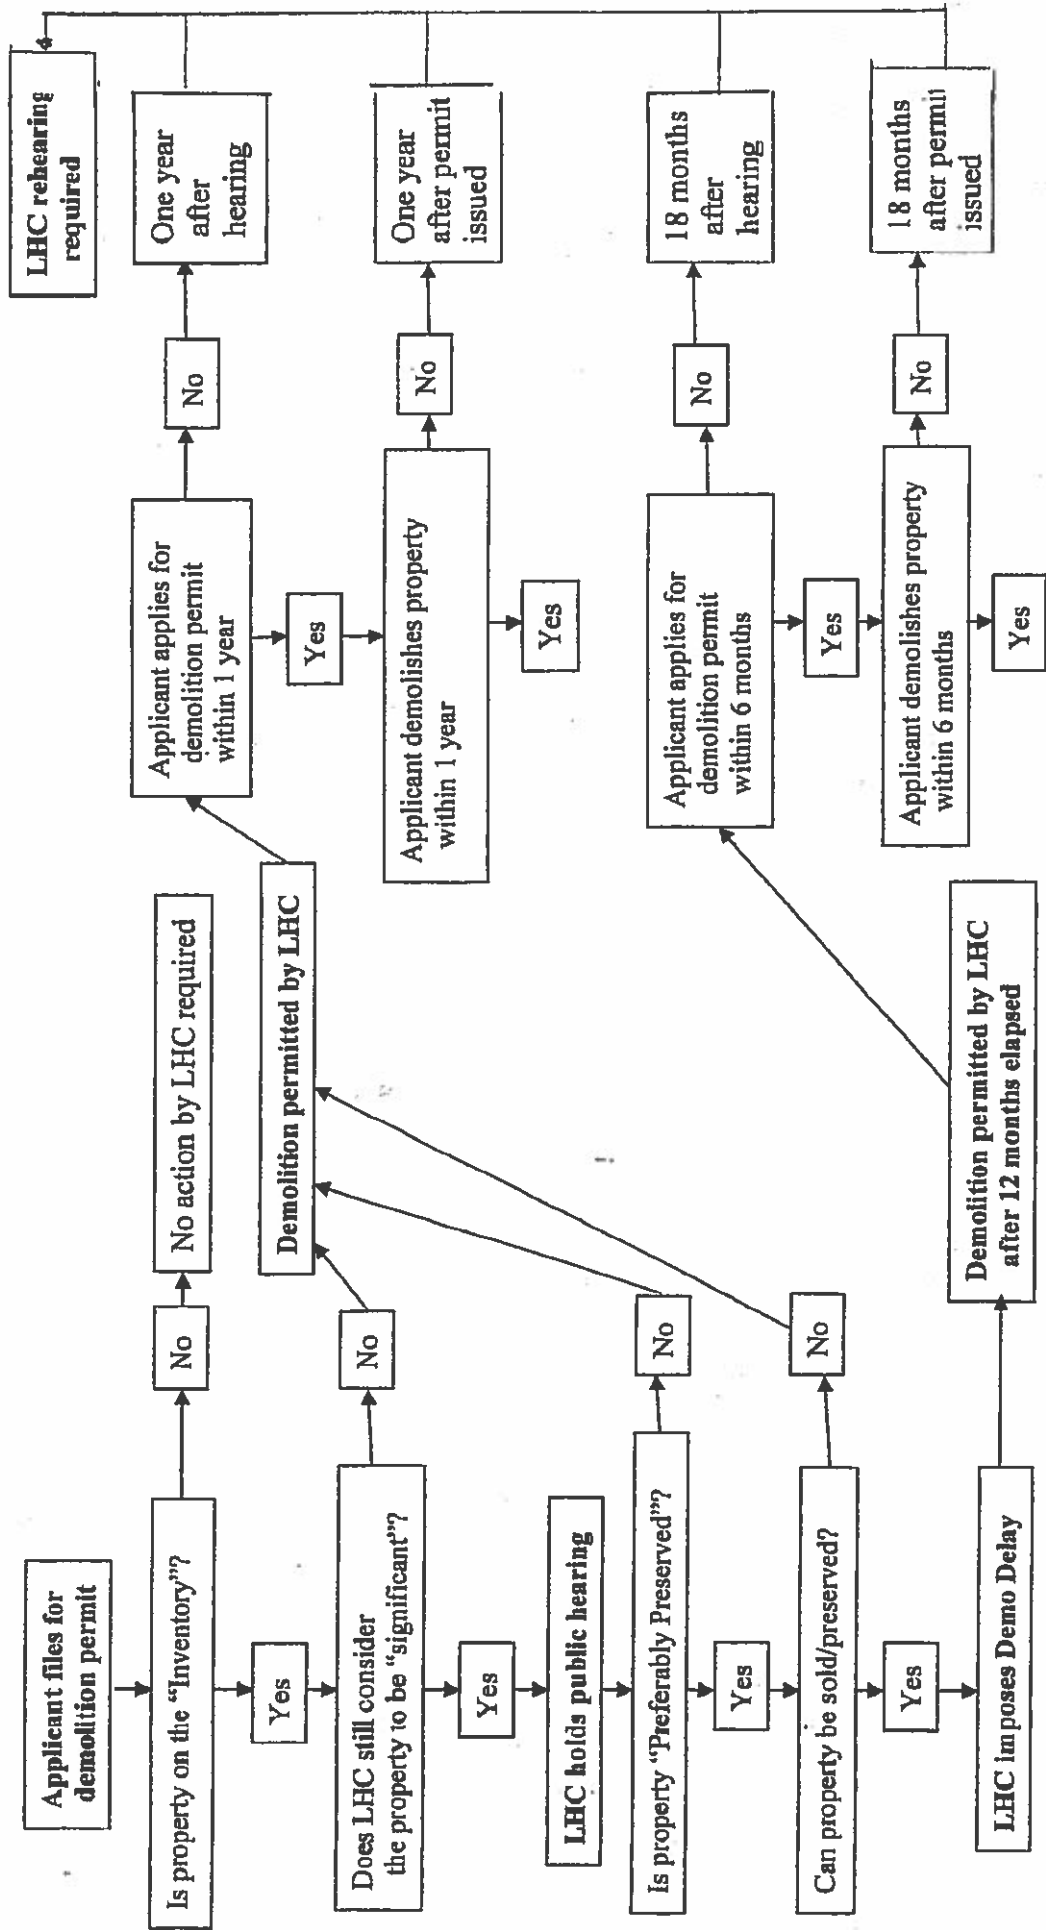 Applicant files for
demolition permit
Is property on the “Inventory”?
No
No action by LHC required
Yes
Does LHC still consider
the property to be “significant”?
No
Demolition permitted by LHC
Yes
LHC holds public hearing
Is property “Preferably Preserved”?
No
Yes
Can property be sold/preserved?
No
Yes
LHC imposes Demo Delay
Demolition permitted by LHC
after 12 months elapsed
Applicant applies for
demolition permit
within 1 year
No
One year
after
hearing
Yes
Applicant demolishes property
within 1 year
No
One year
after permit
issued
Yes
Applicant applies for
demolition permit
within 6 months
No
18 months
after
hearing
Yes
Applicant demolishes property
within 6 months
No
18 months
after permit
issued
Yes
LHC rehearing
required